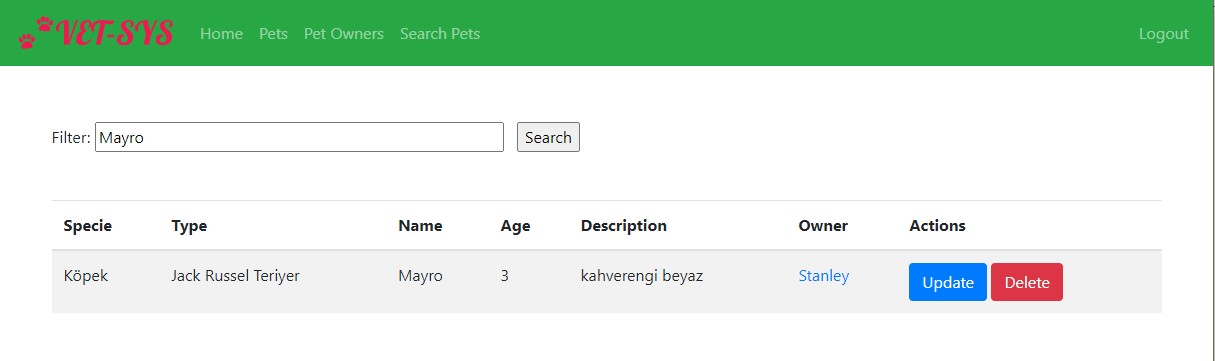 VET-SYS Home Pets Pet Owners Search Pets Logout
Filter: Mayro Search
Specie Type Name Age Description Owner Actions
Köpek Jack Russel Teriyer Mayro 3 kahverengi beyaz Stanley Update Delete